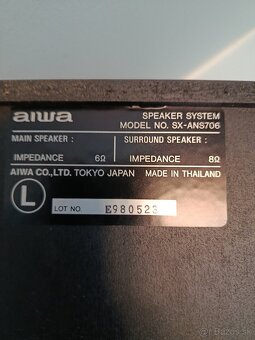 aiwa
SPEAKER SYSTEM
MODEL NO. SX-ANS706
MAIN SPEAKER : SURROUND SPEAKER :
IMPEDANCE 6Ω IMPEDANCE 8Ω
AIWA CO., LTD. TOKYO JAPAN MADE IN THAILAND
L
LOT NO. E980523